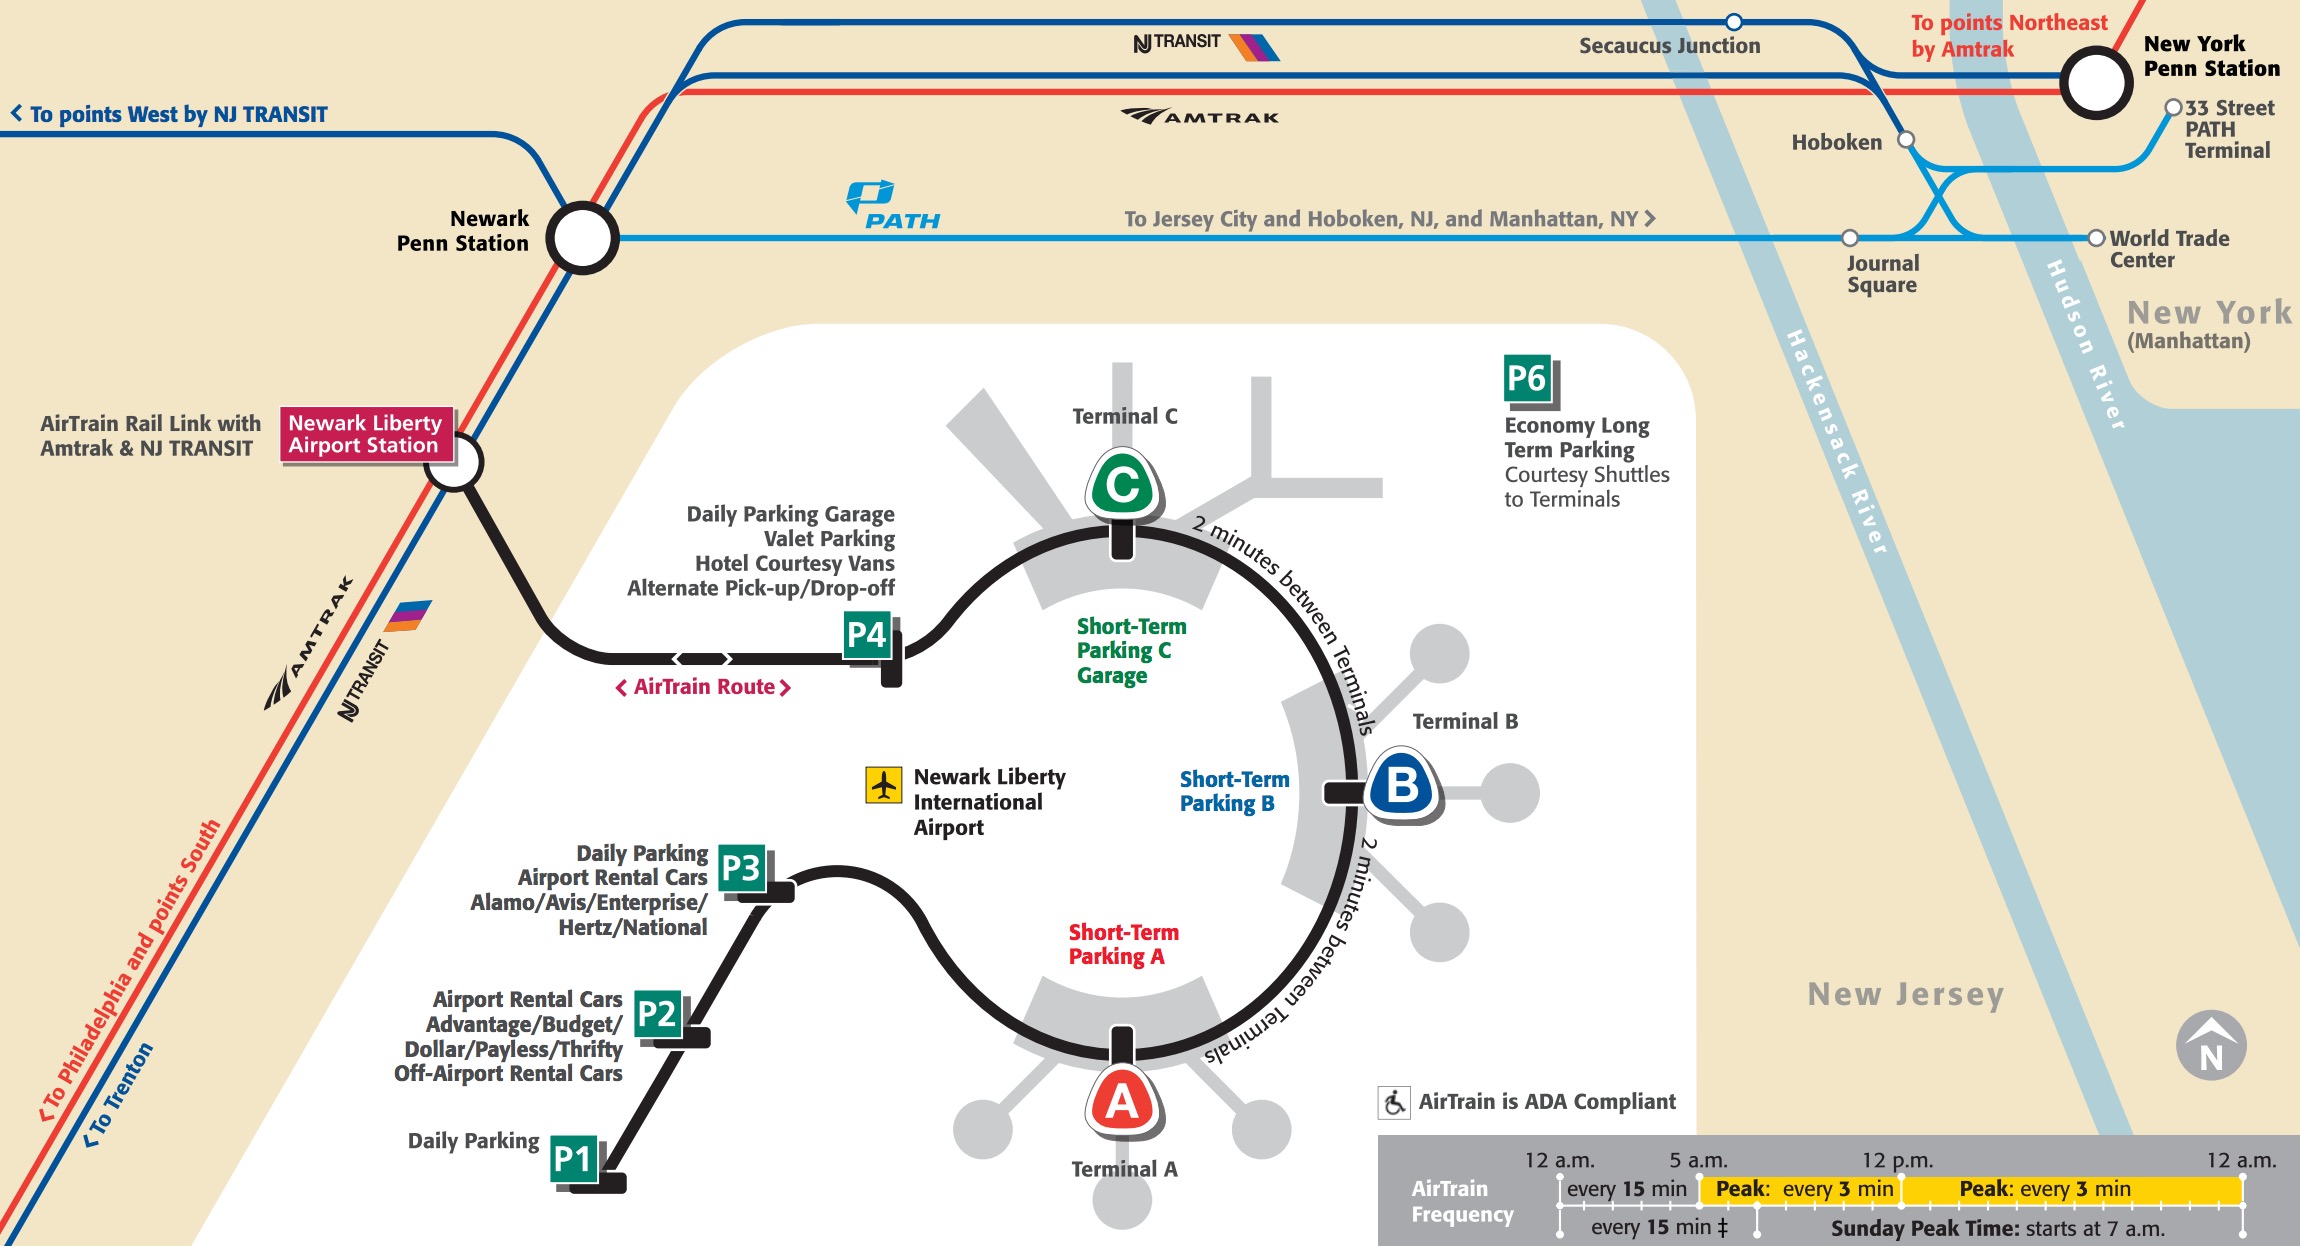 To points Northeast
by Amtrak
New York
Penn Station
NJ TRANSIT
Secaucus Junction
AMTRAK
< To points West by NJ TRANSIT
33 Street
PATH
Terminal
Hoboken
Newark
Penn Station
PATH
To Jersey City and Hoboken, NJ, and Manhattan, NY >
Journal
Square
World Trade
Center
Hudson River
New York
(Manhattan)
Hackensack River
AirTrain Rail Link with
Amtrak & NJ TRANSIT
Newark Liberty
Airport Station
Terminal C
C
P6
Economy Long
Term Parking
Courtesy Shuttles
to Terminals
Daily Parking Garage
Valet Parking
Hotel Courtesy Vans
Alternate Pick-up/Drop-off
P4
2 minutes between Terminals
Short-Term
Parking C
Garage
< AirTrain Route >
AMTRAK
NJ TRANSIT
Terminal B
B
Short-Term
Parking B
Newark Liberty
International
Airport
2 minutes between Terminals
Daily Parking
Airport Rental Cars
Alamo/Avis/Enterprise/
Hertz/National
P3
Short-Term
Parking A
Airport Rental Cars
Advantage/Budget/
Dollar/Payless/Thrifty
Off-Airport Rental Cars
P2
A
Terminal A
Daily Parking
P1
< To Philadelphia and points South
< To Trenton
New Jersey
N
AirTrain is ADA Compliant
AirTrain
Frequency
12 a.m. 5 a.m. 12 p.m. 12 a.m.
every 15 min Peak: every 3 min Peak: every 3 min
every 15 min ‡ Sunday Peak Time: starts at 7 a.m.